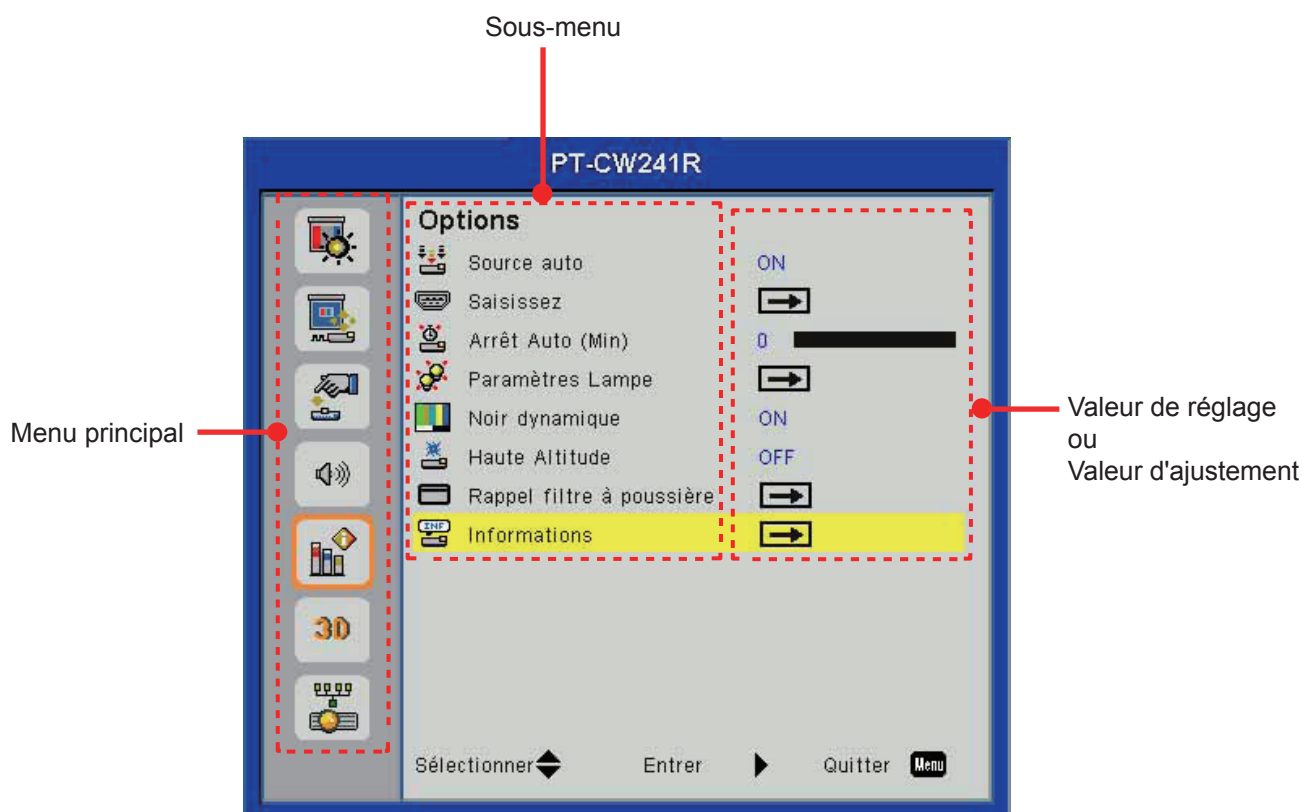 Sous-menu
PT-CW241R
Options
Source auto ON
Saisissez
Arrêt Auto (Min) 0
Paramètres Lampe
Noir dynamique ON
Haute Altitude OFF
Rappel filtre à poussière
INF Informations
3D
Sélectionner Entrer Quitter Menu
Menu principal
Valeur de réglage
ou
Valeur d'ajustement